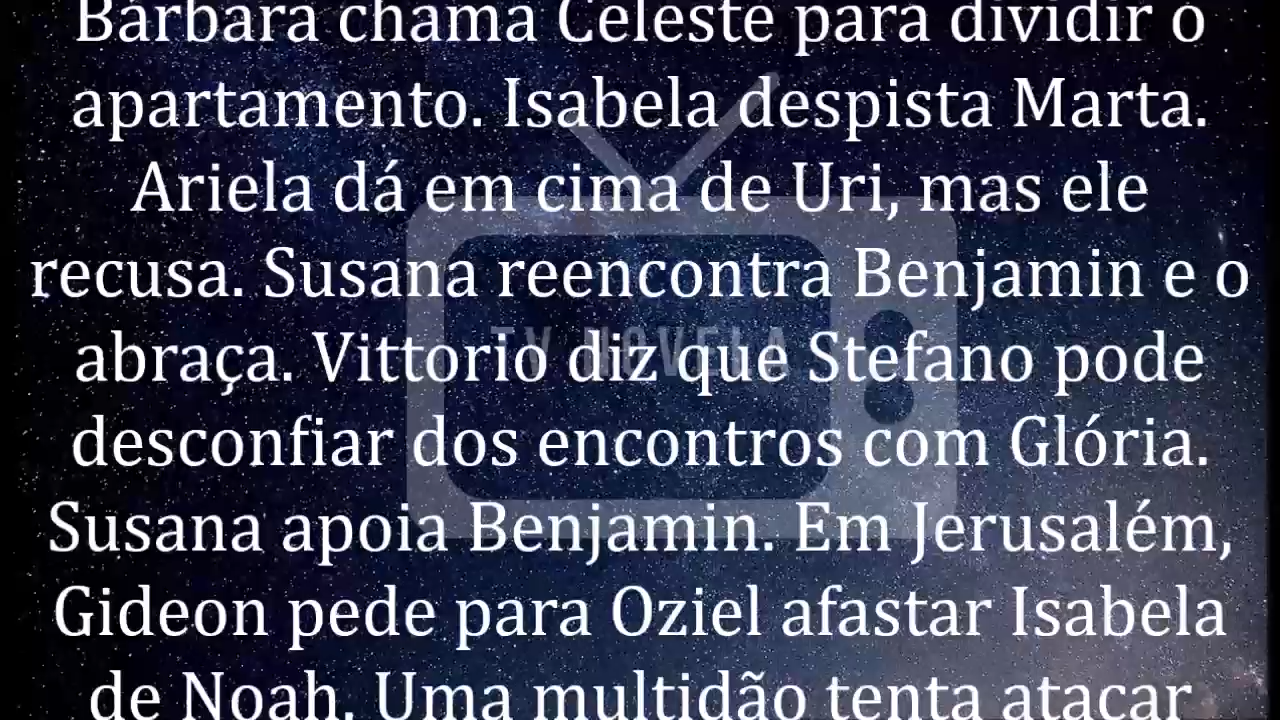 Bárbara chama Celeste para dividir o
apartamento. Isabela despista Marta.
Ariela dá em cima de Uri, mas ele
recusa. Susana reencontra Benjamin e o
abraça. Vittorio diz que Stefano pode
desconfiar dos encontros com Glória.
Susana apoia Benjamin. Em Jerusalém,
Gideon pede para Oziel afastar Isabela
de Noah. Uma multidão tenta atacar
TV NOVELA